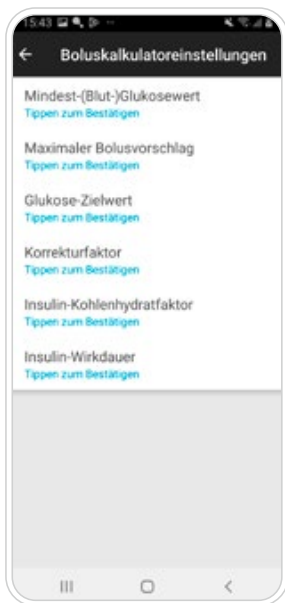 15:43
Boluskalkulatoreinstellungen
Mindest-(Blut-)Glukosewert
Tippen zum Bestätigen
Maximaler Bolusvorschlag
Tippen zum Bestätigen
Glukose-Zielwert
Tippen zum Bestätigen
Korrekturfaktor
Tippen zum Bestätigen
Insulin-Kohlenhydratfaktor
Tippen zum Bestätigen
Insulin-Wirkdauer
Tippen zum Bestätigen